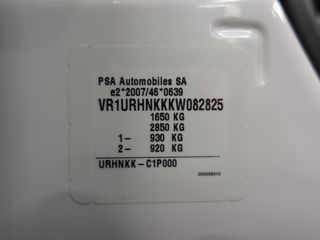 PSA Automobiles SA
e2*2007/46*0639
VR1URHNKKKW082825
1650 KG
2850 KG
1- 930 KG
2- 920 KG
URHNKK-C1P000